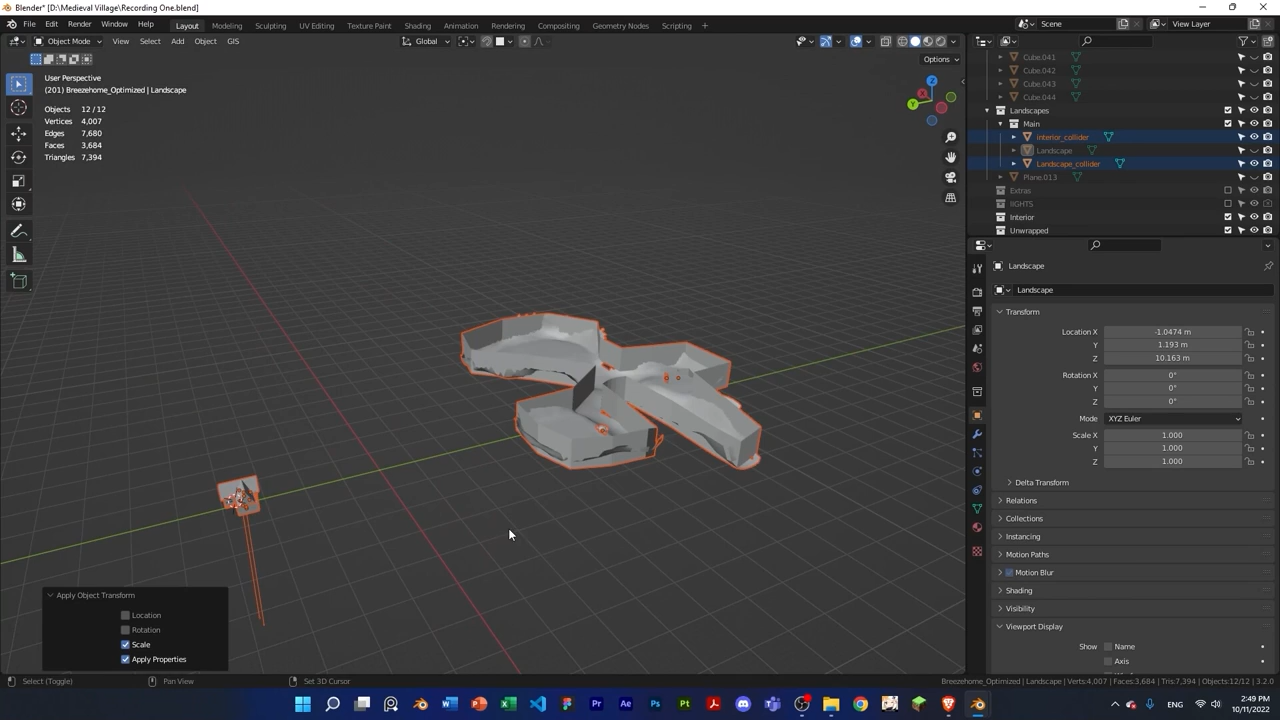 Blender* [D:\Medieval Village\Recording One.blend]
File Edit Render Window Help Layout Modeling Sculpting UV Editing Texture Paint Shading Animation Rendering Compositing Geometry Nodes Scripting + Scene View Layer
Object Mode View Select Add Object GIS Global
Options
User Perspective
(201) Breezehome_Optimized | Landscape
Objects 12 / 12
Vertices 4,007
Edges 7,680
Faces 3,684
Triangles 7,394
Z
X
Y
Cube.041
Cube.042
Cube.043
Cube.044
Landscapes
Main
interior_collider
Landscape
Landscape_collider
Plane.013
Extras
lIGHTS
Interior
Unwrapped
Landscape
Landscape
Transform
Location X -1.0474 m
Y 1.193 m
Z 10.163 m
Rotation X 0°
Y 0°
Z 0°
Mode XYZ Euler
Scale X 1.000
Y 1.000
Z 1.000
Delta Transform
Relations
Collections
Instancing
Motion Paths
Motion Blur
Shading
Visibility
Viewport Display
Show Name
Axis
Apply Object Transform
Location
Rotation
Scale
Apply Properties
Select (Toggle) Pan View Set 3D Cursor Breezehome_Optimized | Landscape | Verts:4,007 | Faces:3,684 | Tris:7,394 | Objects:12/12 | 3.2.0
ENG 2:49 PM
10/11/2022